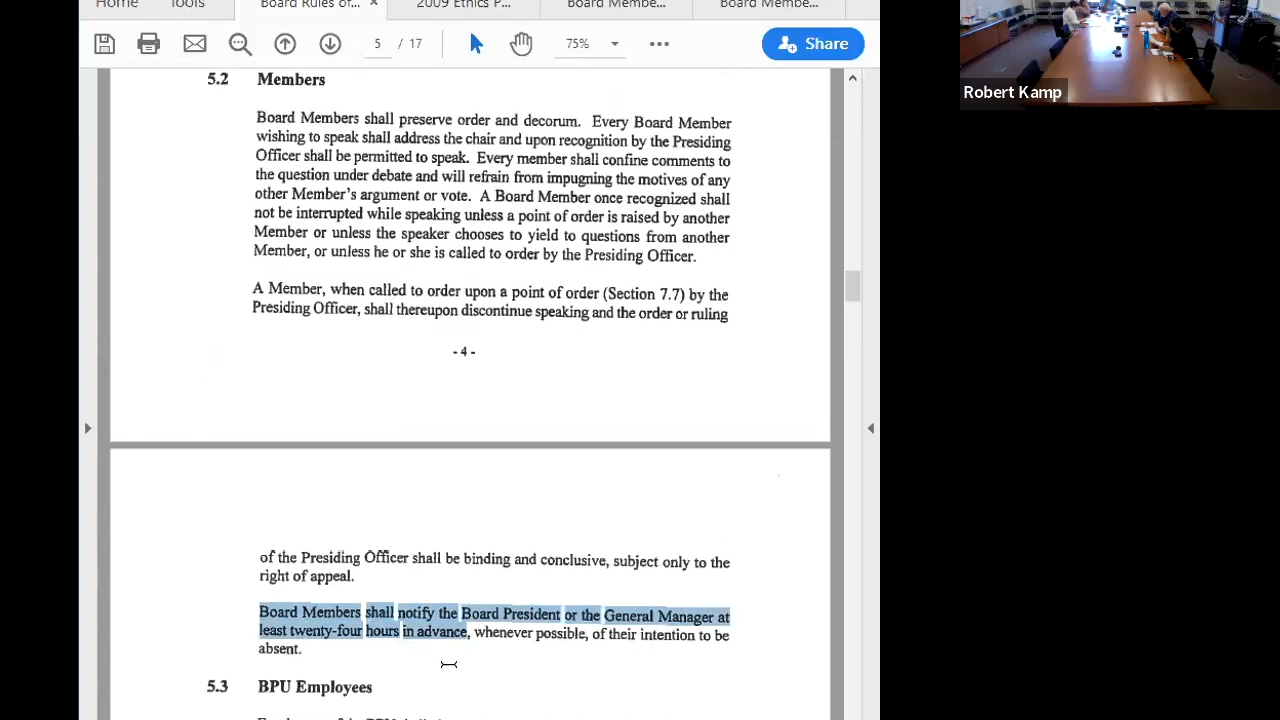 Home Tools Board Rules of... × 2009 Ethics P... Board Membe... Board Membe...
5 / 17 75% Share
5.2 Members
Board Members shall preserve order and decorum. Every Board Member
wishing to speak shall address the chair and upon recognition by the Presiding
Officer shall be permitted to speak. Every member shall confine comments to
the question under debate and will refrain from impugning the motives of any
other Member's argument or vote. A Board Member once recognized shall
not be interrupted while speaking unless a point of order is raised by another
Member or unless the speaker chooses to yield to questions from another
Member, or unless he or she is called to order by the Presiding Officer.
A Member, when called to order upon a point of order (Section 7.7) by the
Presiding Officer, shall thereupon discontinue speaking and the order or ruling
- 4 -
of the Presiding Officer shall be binding and conclusive, subject only to the
right of appeal.
Board Members shall notify the Board President or the General Manager at
least twenty-four hours in advance, whenever possible, of their intention to be
absent.
5.3 BPU Employees
Robert Kamp